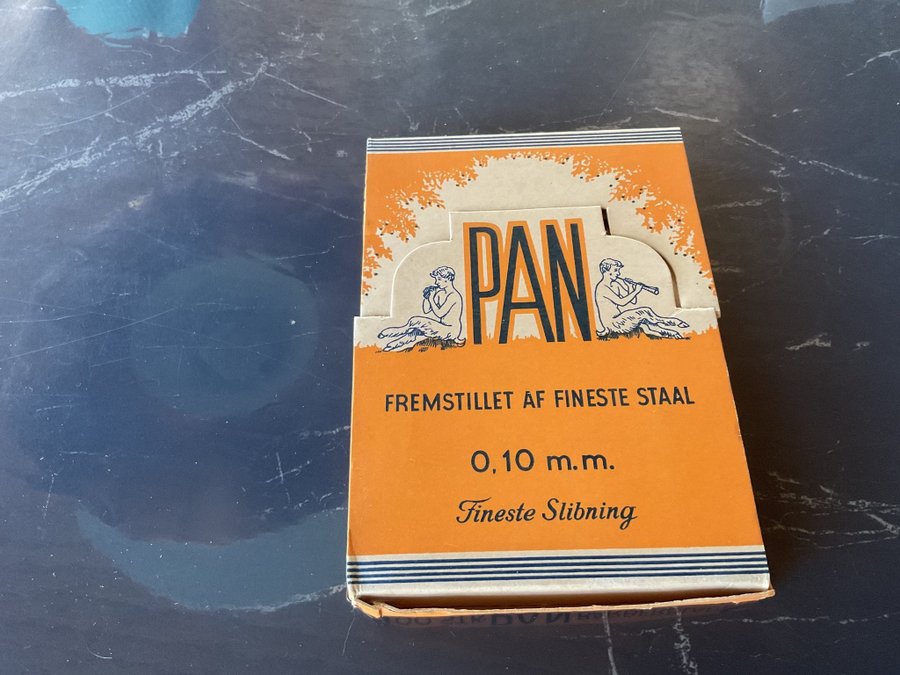 PAN
FREMSTILLET AF FINESTE STAAL
0,10 m.m.
Fineste Slibning